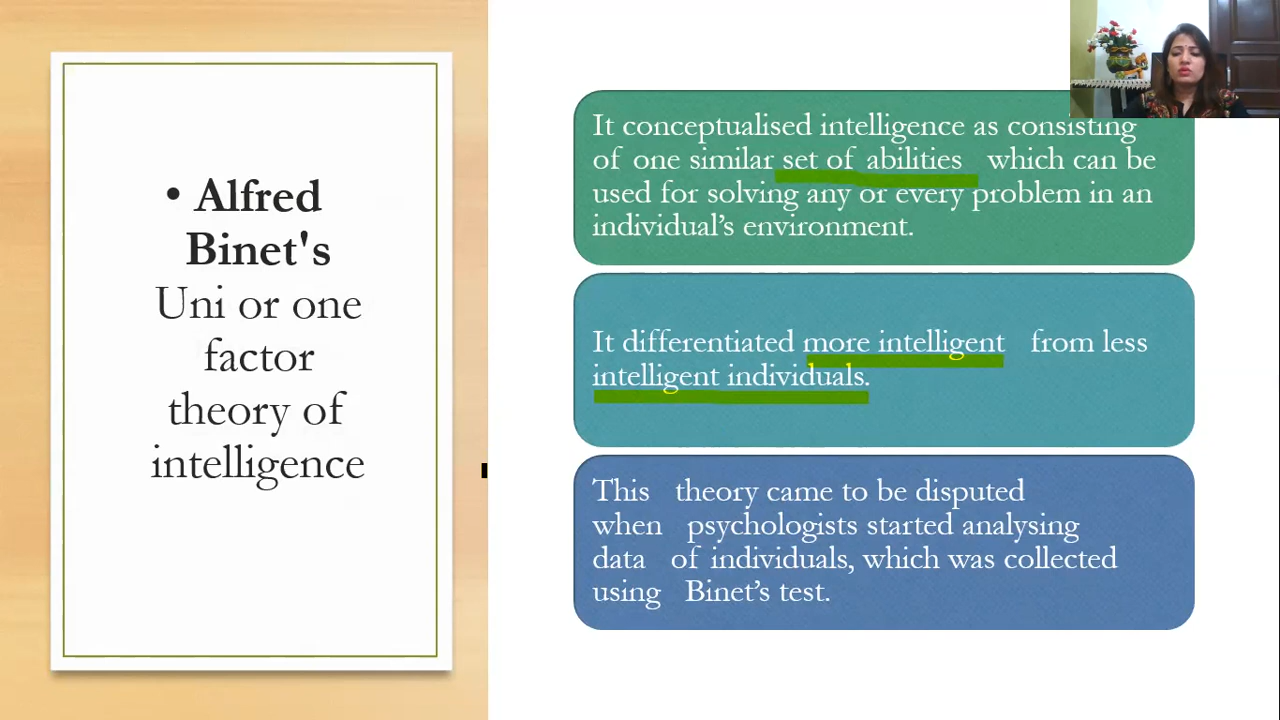 • Alfred
Binet's
Uni or one
factor
theory of
intelligence
It conceptualised intelligence as consisting
of one similar set of abilities which can be
used for solving any or every problem in an
individual’s environment.
It differentiated more intelligent from less
intelligent individuals.
This theory came to be disputed
when psychologists started analysing
data of individuals, which was collected
using Binet’s test.